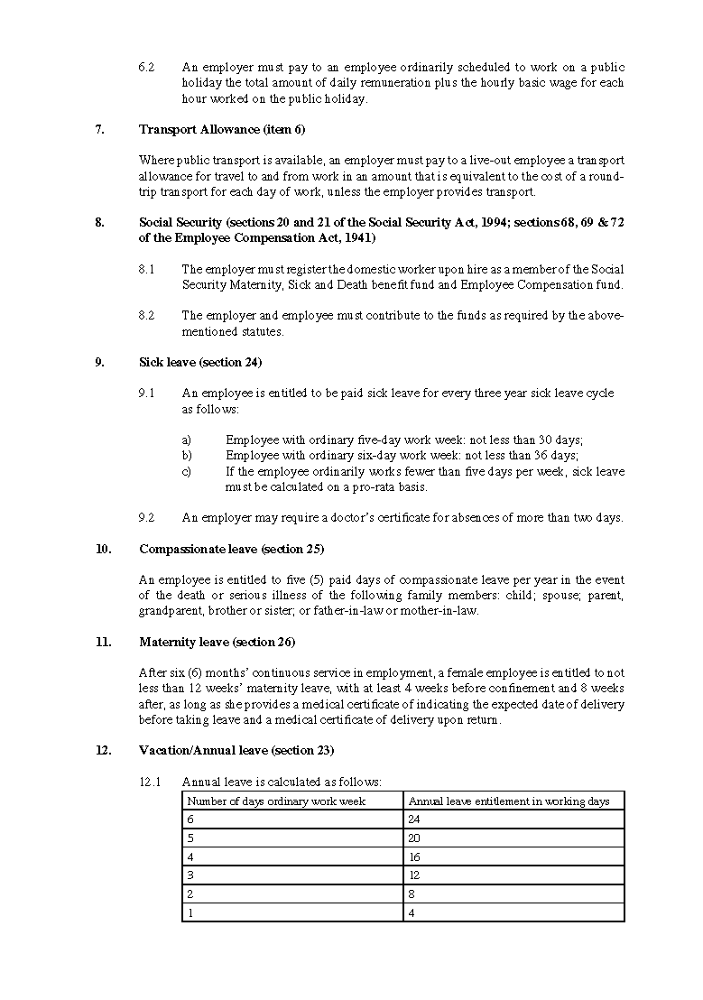 6.2 An employer must pay to an employee ordinarily scheduled to work on a public
holiday the total amount of daily remuneration plus the hourly basic wage for each
hour worked on the public holiday.
7. Transport Allowance (item 6)
Where public transport is available, an employer must pay to a live-out employee a transport
allowance for travel to and from work in an amount that is equivalent to the cost of a round-
trip transport for each day of work, unless the employer provides transport.
8. Social Security (sections 20 and 21 of the Social Security Act, 1994; sections 68, 69 & 72
of the Employee Compensation Act, 1941)
8.1 The employer must register the domestic worker upon hire as a member of the Social
Security Maternity, Sick and Death benefit fund and Employee Compensation fund.
8.2 The employer and employee must contribute to the funds as required by the above-
mentioned statutes.
9. Sick leave (section 24)
9.1 An employee is entitled to be paid sick leave for every three year sick leave cycle
as follows:
a) Employee with ordinary five-day work week: not less than 30 days;
b) Employee with ordinary six-day work week: not less than 36 days;
c) If the employee ordinarily works fewer than five days per week, sick leave
must be calculated on a pro-rata basis.
9.2 An employer may require a doctor's certificate for absences of more than two days.
10. Compassionate leave (section 25)
An employee is entitled to five (5) paid days of compassionate leave per year in the event
of the death or serious illness of the following family members: child; spouse; parent,
grandparent, brother or sister; or father-in-law or mother-in-law.
11. Maternity leave (section 26)
After six (6) months' continuous service in employment, a female employee is entitled to not
less than 12 weeks' maternity leave, with at least 4 weeks before confinement and 8 weeks
after, as long as she provides a medical certificate of indicating the expected date of delivery
before taking leave and a medical certificate of delivery upon return.
12. Vacation/Annual leave (section 23)
12.1 Annual leave is calculated as follows:
Number of days ordinary work week Annual leave entitlement in working days
6 24
5 20
4 16
3 12
2 8
1 4